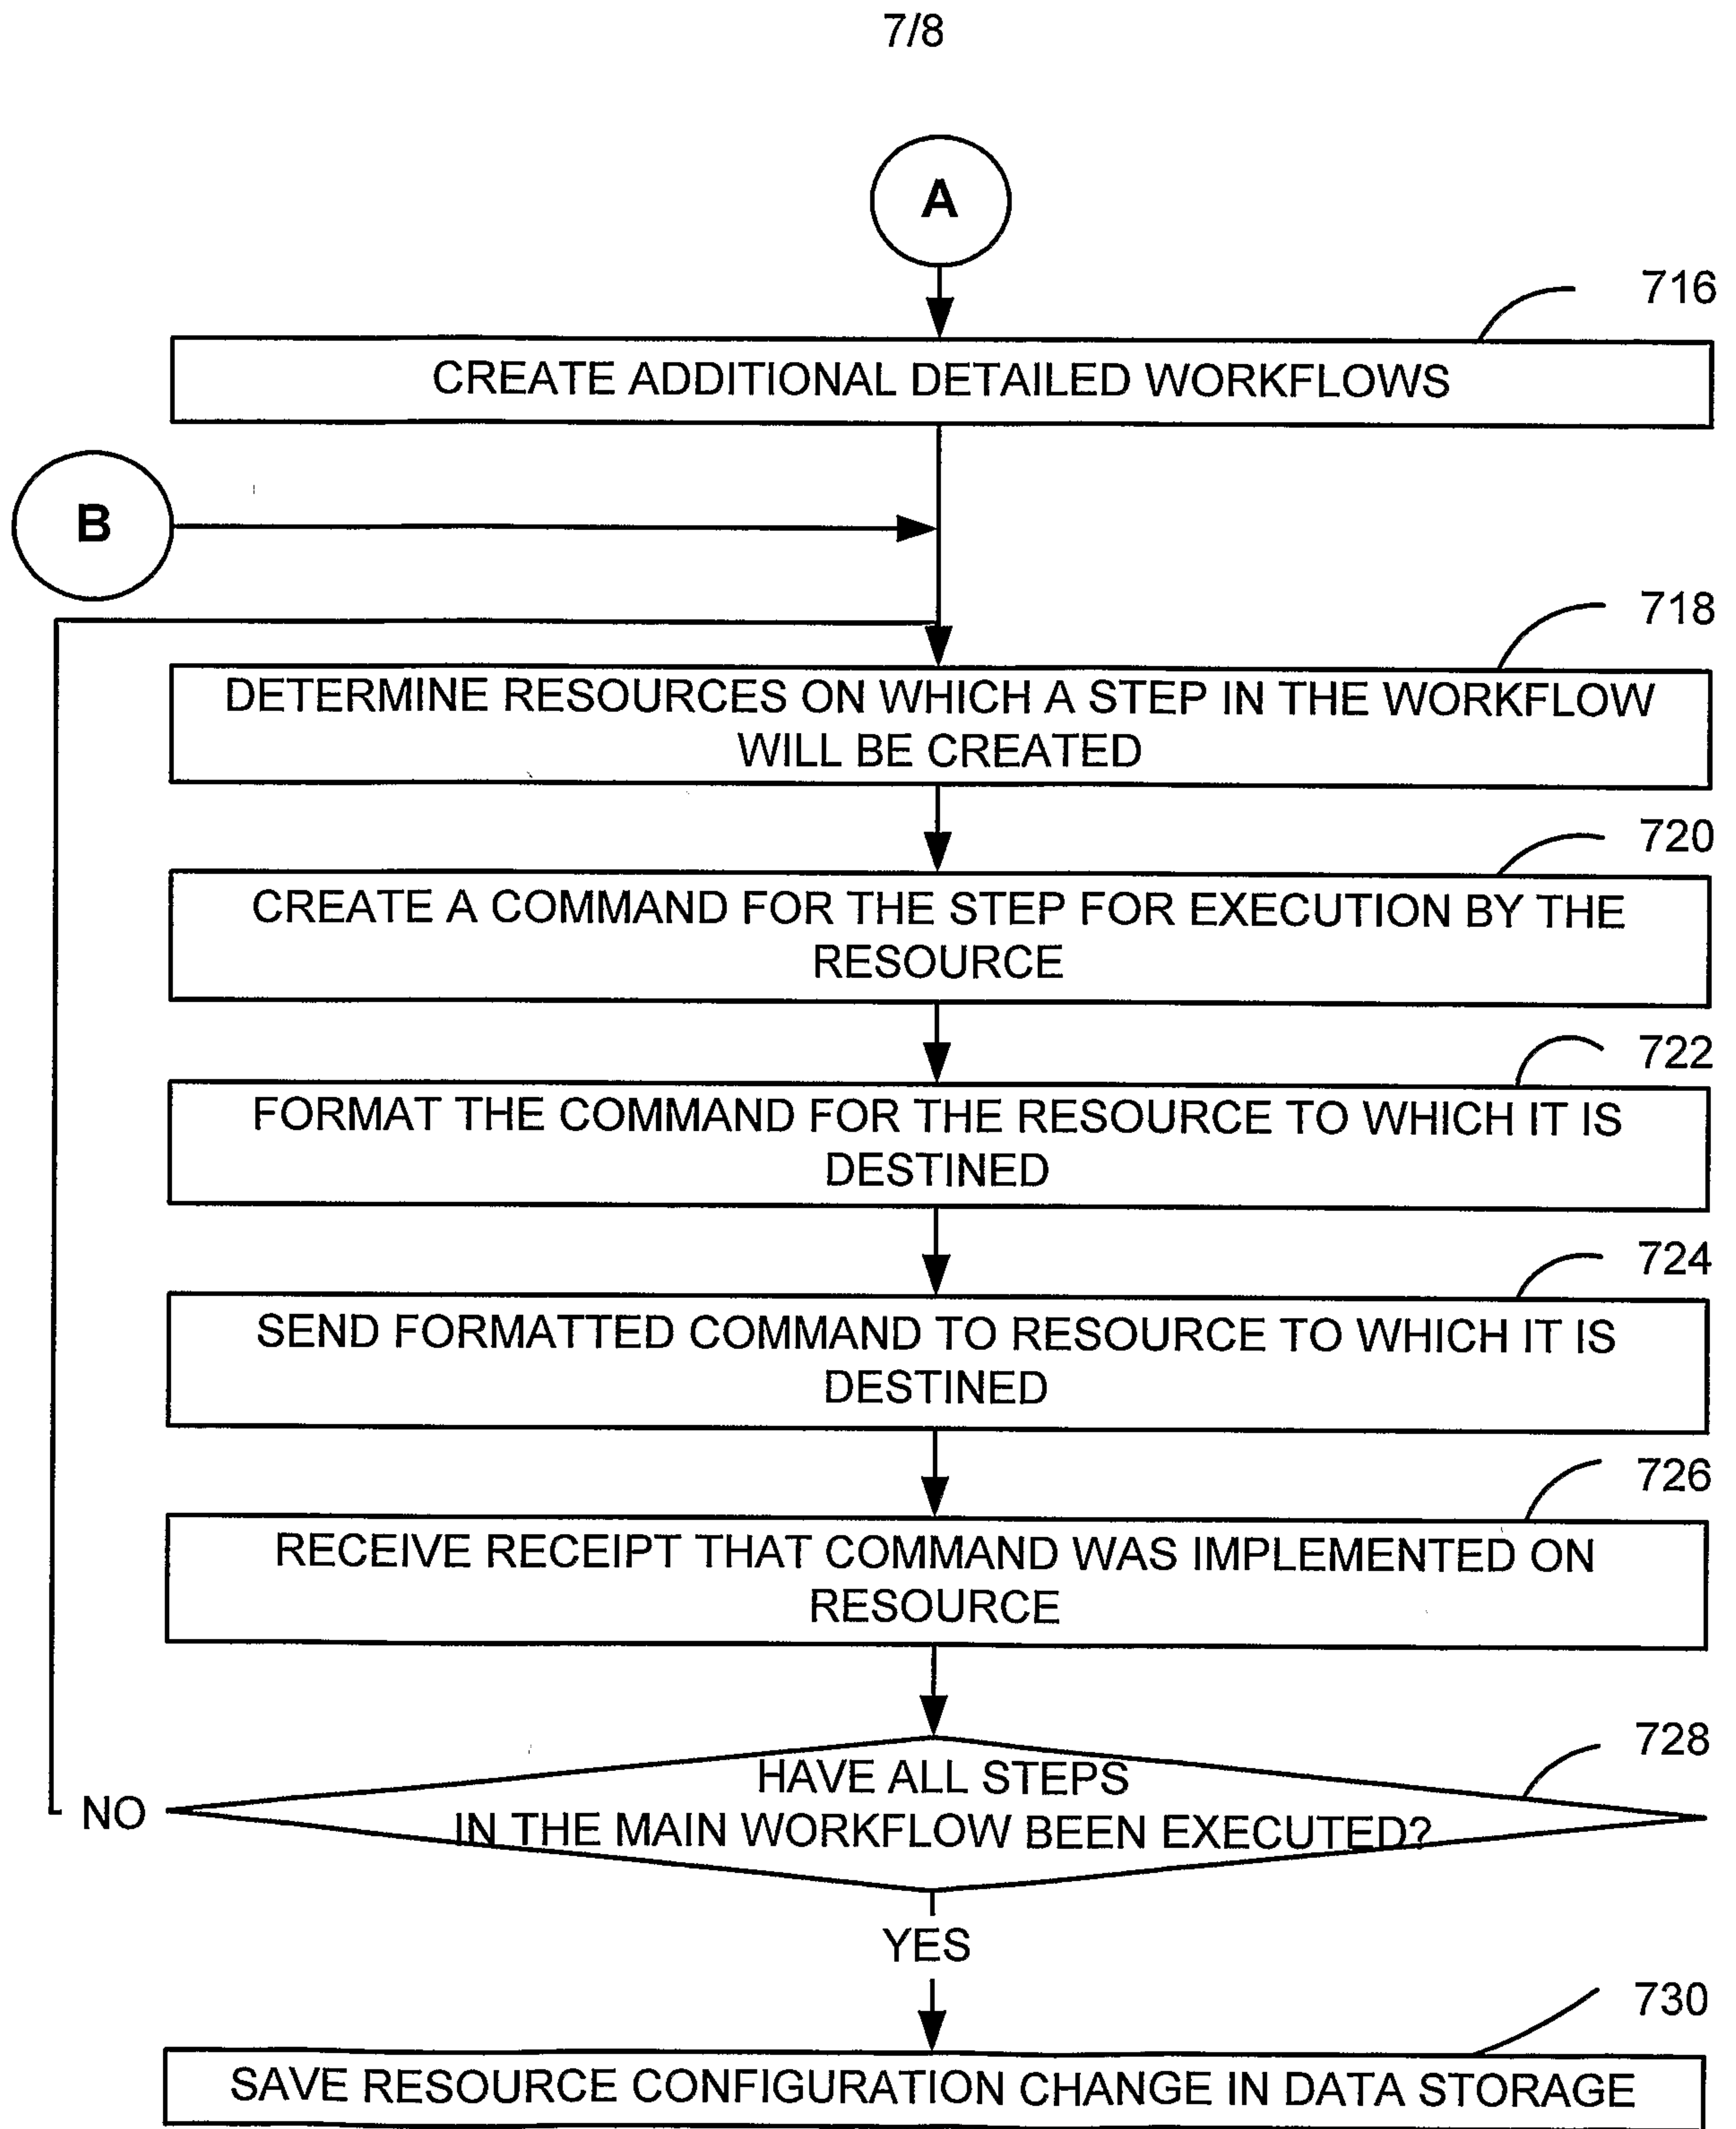 7/8
A
716
CREATE ADDITIONAL DETAILED WORKFLOWS
B
718
DETERMINE RESOURCES ON WHICH A STEP IN THE WORKFLOW
WILL BE CREATED
720
CREATE A COMMAND FOR THE STEP FOR EXECUTION BY THE
RESOURCE
722
FORMAT THE COMMAND FOR THE RESOURCE TO WHICH IT IS
DESTINED
724
SEND FORMATTED COMMAND TO RESOURCE TO WHICH IT IS
DESTINED
726
RECEIVE RECEIPT THAT COMMAND WAS IMPLEMENTED ON
RESOURCE
728
HAVE ALL STEPS
IN THE MAIN WORKFLOW BEEN EXECUTED?
NO
YES
730
SAVE RESOURCE CONFIGURATION CHANGE IN DATA STORAGE